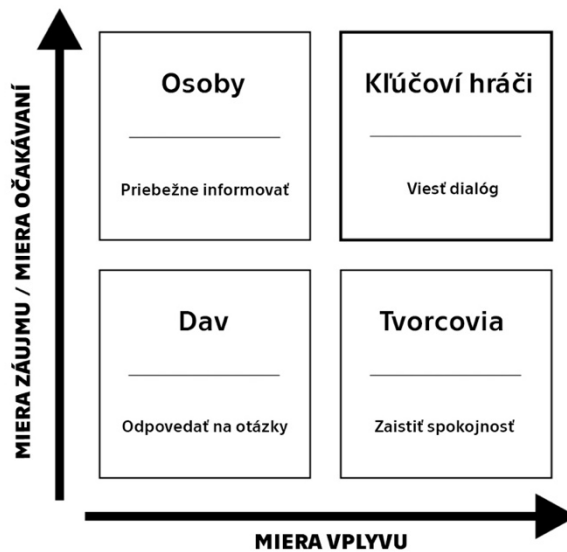 MIERA ZÁUJMU / MIERA OČAKÁVANÍ
Osoby
Priebežne informovať
Kľúčoví hráči
Viesť dialóg
Dav
Odpovedať na otázky
Tvorcovia
Zaistiť spokojnosť
MIERA VPLYVU